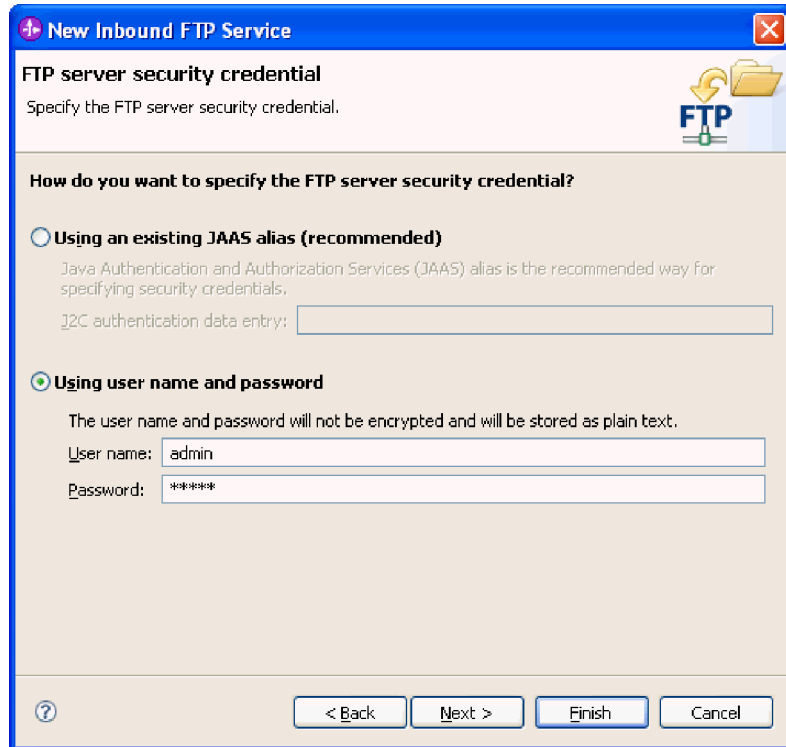 New Inbound FTP Service
FTP server security credential
Specify the FTP server security credential.
FTP
How do you want to specify the FTP server security credential?
Using an existing JAAS alias (recommended)
Java Authentication and Authorization Services (JAAS) alias is the recommended way for
specifying security credentials.
J2C authentication data entry:
Using user name and password
The user name and password will not be encrypted and will be stored as plain text.
User name: admin
Password: *****
? < Back Next > Finish Cancel